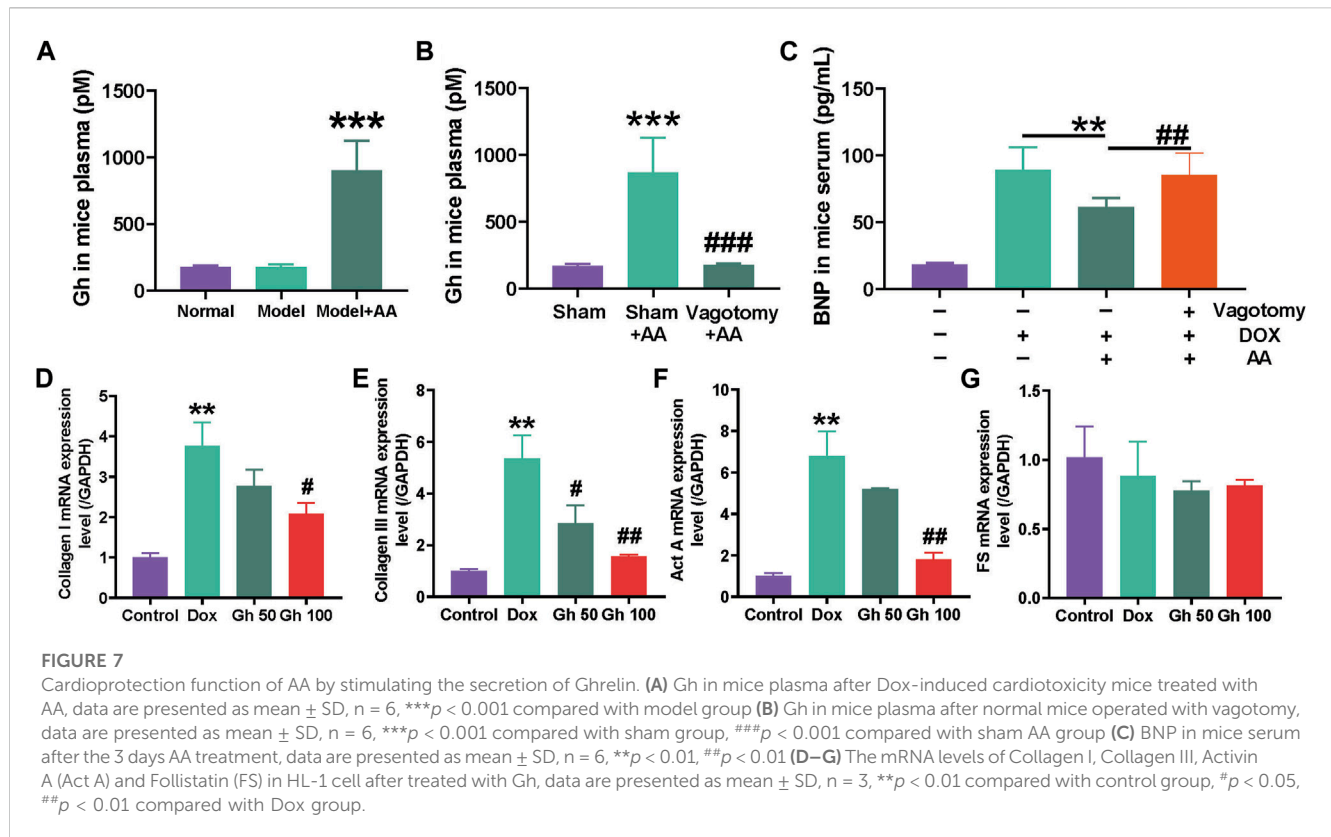 A
Gh in mice plasma (pM)
1500
1000
500
0
***
Normal Model Model+AA
B
Gh in mice plasma (pM)
1500
1000
500
0
***
###
Sham Sham +AA Vagotomy +AA
C
BNP in mice serum (pg/mL)
150
100
50
0
**
##
− − − + Vagotomy
− + + + DOX
− − + + AA
D
Collagen I mRNA expression
level (/GAPDH)
5
4
3
2
1
0
**
#
Control Dox Gh 50 Gh 100
E
Collagen III mRNA expression
level (/GAPDH)
8
6
4
2
0
**
#
##
Control Dox Gh 50 Gh 100
F
Act A mRNA expression
level (/GAPDH)
10
8
6
4
2
0
**
##
Control Dox Gh 50 Gh 100
G
FS mRNA expression
level (/GAPDH)
1.5
1.0
0.5
0.0
Control Dox Gh 50 Gh 100
FIGURE 7
Cardioprotection function of AA by stimulating the secretion of Ghrelin. (A) Gh in mice plasma after Dox-induced cardiotoxicity mice treated with
AA, data are presented as mean ± SD, n = 6, ***p < 0.001 compared with model group (B) Gh in mice plasma after normal mice operated with vagotomy,
data are presented as mean ± SD, n = 6, ***p < 0.001 compared with sham group, ###p < 0.001 compared with sham AA group (C) BNP in mice serum
after the 3 days AA treatment, data are presented as mean ± SD, n = 6, **p < 0.01, ##p < 0.01 (D–G) The mRNA levels of Collagen I, Collagen III, Activin
A (Act A) and Follistatin (FS) in HL-1 cell after treated with Gh, data are presented as mean ± SD, n = 3, **p < 0.01 compared with control group, #p < 0.05,
##p < 0.01 compared with Dox group.